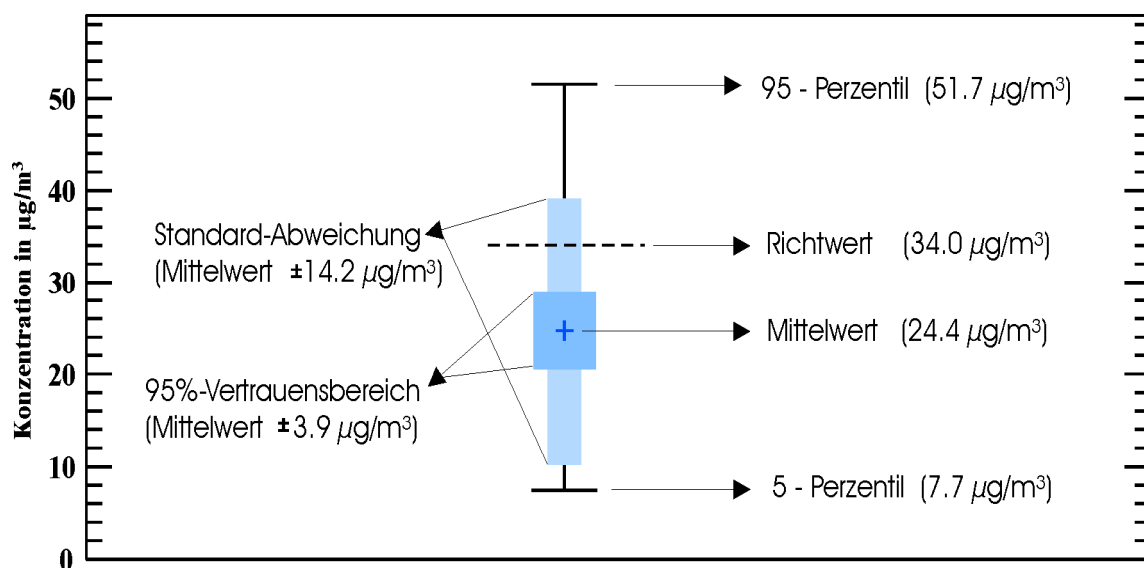 Konzentration in µg/m³
50
40
30
20
10
0
95 - Perzentil (51.7 µg/m³)
Standard-Abweichung
(Mittelwert ±14.2 µg/m³)
Richtwert (34.0 µg/m³)
Mittelwert (24.4 µg/m³)
95%-Vertrauensbereich
(Mittelwert ±3.9 µg/m³)
5 - Perzentil (7.7 µg/m³)